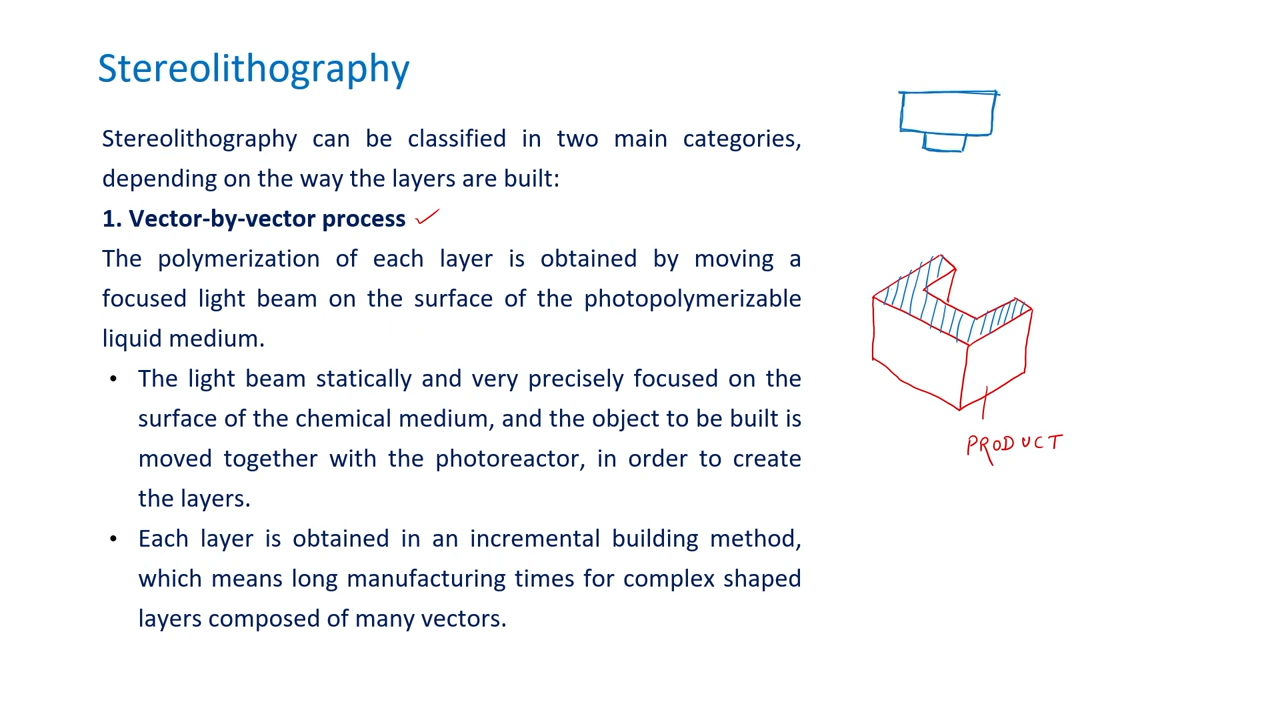 Stereolithography
Stereolithography can be classified in two main categories,
depending on the way the layers are built:
1. Vector-by-vector process
The polymerization of each layer is obtained by moving a
focused light beam on the surface of the photopolymerizable
liquid medium.
• The light beam statically and very precisely focused on the
surface of the chemical medium, and the object to be built is
moved together with the photoreactor, in order to create
the layers.
• Each layer is obtained in an incremental building method,
which means long manufacturing times for complex shaped
layers composed of many vectors.
PRODUCT